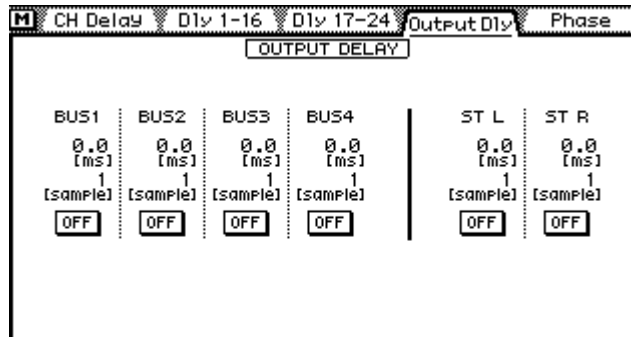 M CH Delay Dly 1-16 Dly 17-24 Output Dly Phase
OUTPUT DELAY
BUS1 BUS2 BUS3 BUS4 ST L ST R
0.0 0.0 0.0 0.0 0.0 0.0
[ms] [ms] [ms] [ms] [ms] [ms]
1 1 1 1 1 1
[sample] [sample] [sample] [sample] [sample] [sample]
OFF OFF OFF OFF OFF OFF